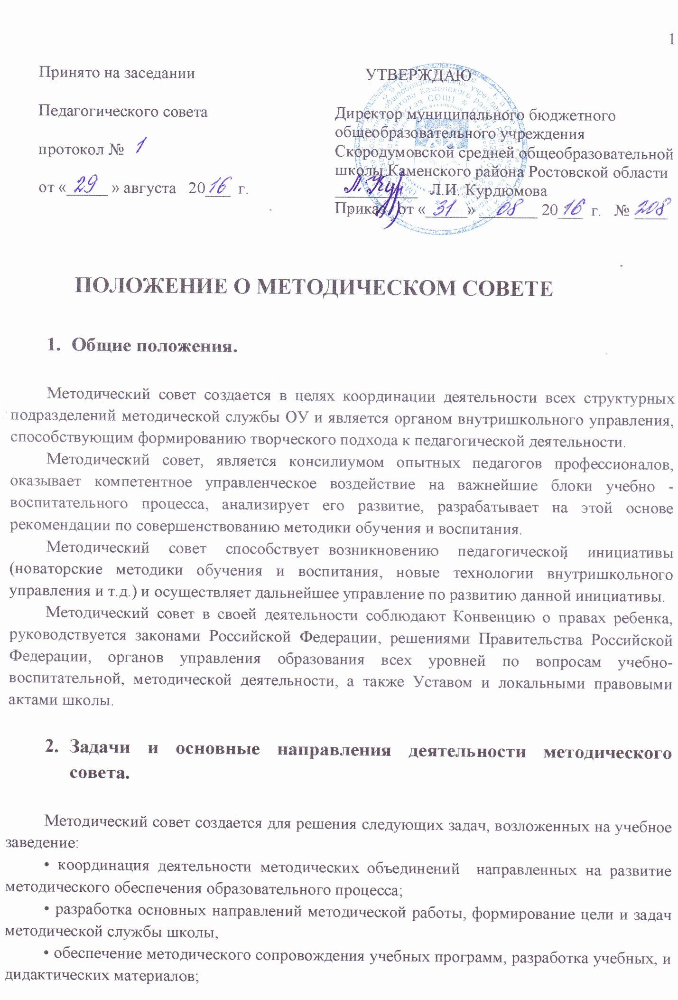 1
Принято на заседании
Педагогического совета
протокол № 1
от «29» августа 2016 г.
УТВЕРЖДАЮ
Директор муниципального бюджетного
общеобразовательного учреждения
Скородумовской средней общеобразовательной
школы Каменского района Ростовской области
Л.И. Курдюмова
Приказ от «31» 08 2016 г. № 208
ПОЛОЖЕНИЕ О МЕТОДИЧЕСКОМ СОВЕТЕ
1. Общие положения.
Методический совет создается в целях координации деятельности всех структурных
подразделений методической службы ОУ и является органом внутришкольного управления,
способствующим формированию творческого подхода к педагогической деятельности.
Методический совет, является консилиумом опытных педагогов профессионалов,
оказывает компетентное управленческое воздействие на важнейшие блоки учебно -
воспитательного процесса, анализирует его развитие, разрабатывает на этой основе
рекомендации по совершенствованию методики обучения и воспитания.
Методический совет способствует возникновению педагогической инициативы
(новаторские методики обучения и воспитания, новые технологии внутришкольного
управления и т.д.) и осуществляет дальнейшее управление по развитию данной инициативы.
Методический совет в своей деятельности соблюдают Конвенцию о правах ребенка,
руководствуется законами Российской Федерации, решениями Правительства Российской
Федерации, органов управления образования всех уровней по вопросам учебно-
воспитательной, методической деятельности, а также Уставом и локальными правовыми
актами школы.
2. Задачи и основные направления деятельности методического
совета.
Методический совет создается для решения следующих задач, возложенных на учебное
заведение:
• координация деятельности методических объединений направленных на развитие
методического обеспечения образовательного процесса;
• разработка основных направлений методической работы, формирование цели и задач
методической службы школы,
• обеспечение методического сопровождения учебных программ, разработка учебных, и
дидактических материалов;